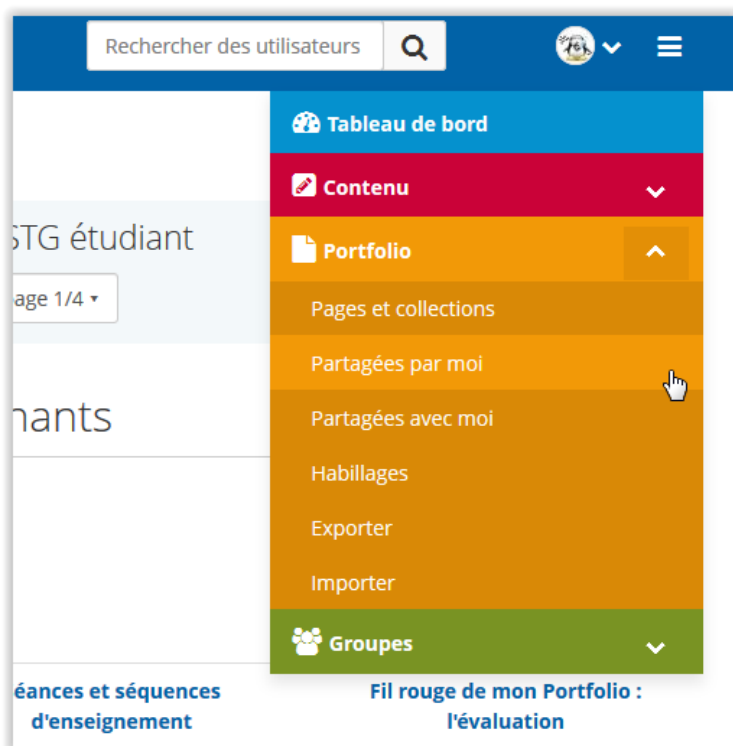 Rechercher des utilisateurs
Tableau de bord
Contenu
STG étudiant
Portfolio
age 1/4
Pages et collections
Partagées par moi
nants
Partagées avec moi
Habillages
Exporter
Importer
Groupes
éances et séquences
d'enseignement
Fil rouge de mon Portfolio :
l'évaluation